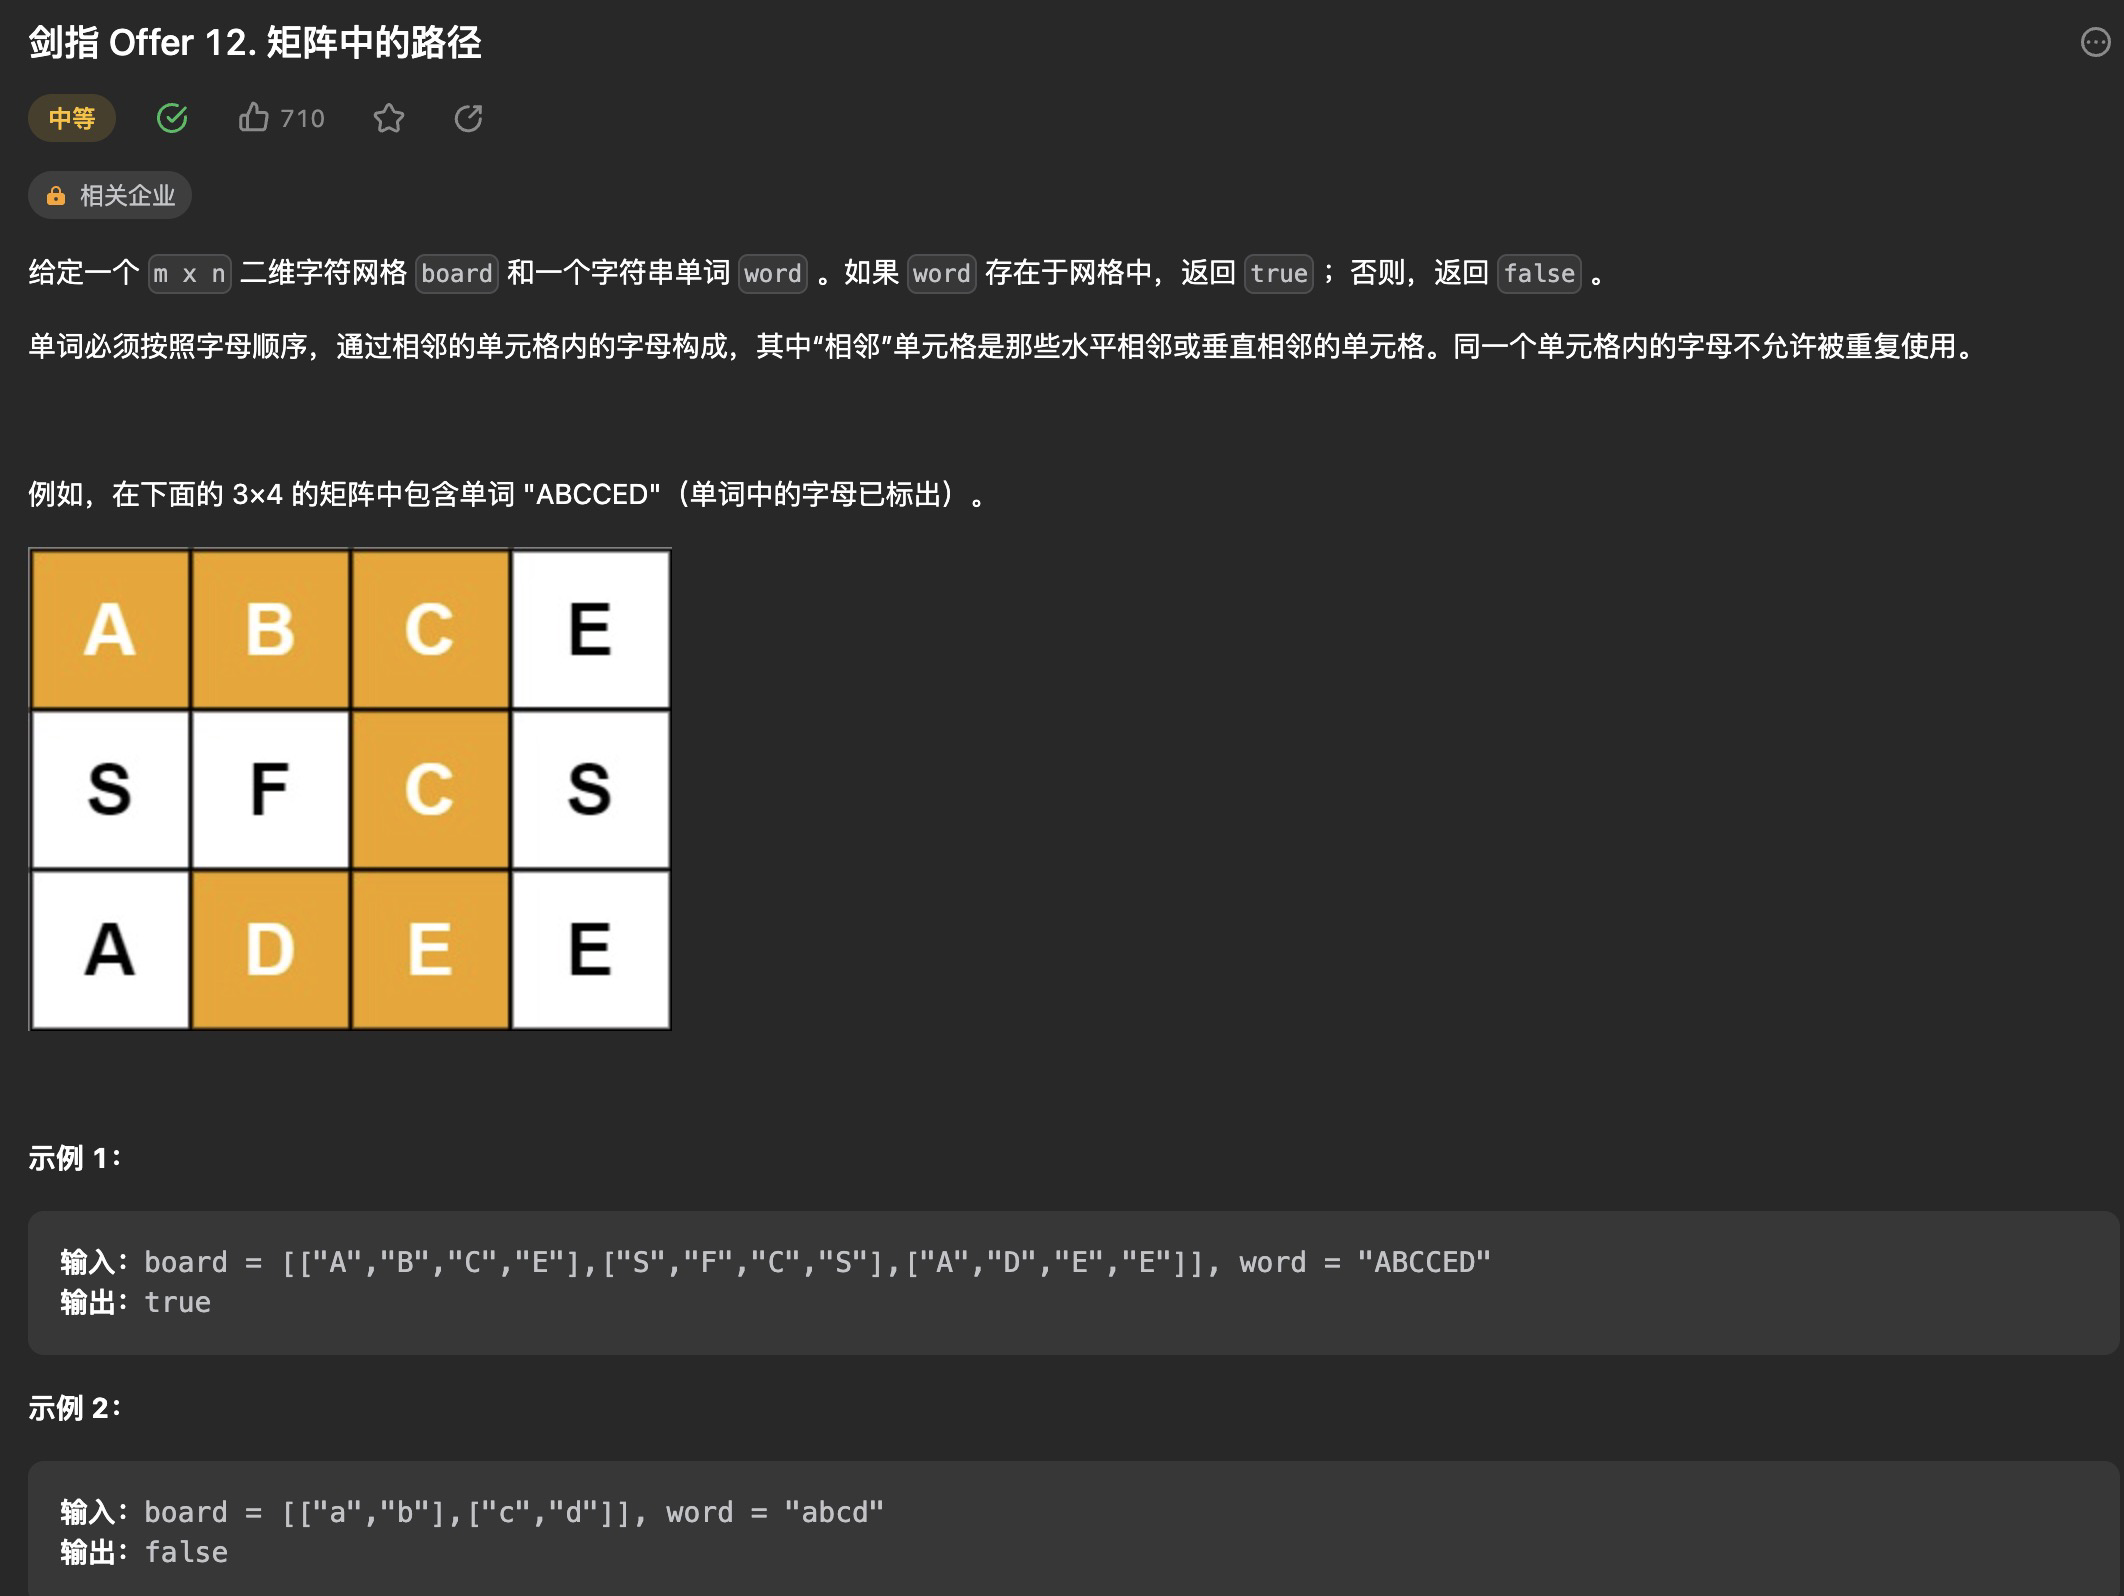 剑指 Offer 12. 矩阵中的路径
中等 710
相关企业
给定一个 m x n 二维字符网格 board 和一个字符串单词 word 。如果 word 存在于网格中，返回 true ；否则，返回 false 。
单词必须按照字母顺序，通过相邻的单元格内的字母构成，其中“相邻”单元格是那些水平相邻或垂直相邻的单元格。同一个单元格内的字母不允许被重复使用。
例如，在下面的 3×4 的矩阵中包含单词 "ABCCED"（单词中的字母已标出）。
A B C E
S F C S
A D E E
示例 1：
输入：board = [["A","B","C","E"],["S","F","C","S"],["A","D","E","E"]], word = "ABCCED"
输出：true
示例 2：
输入：board = [["a","b"],["c","d"]], word = "abcd"
输出：false